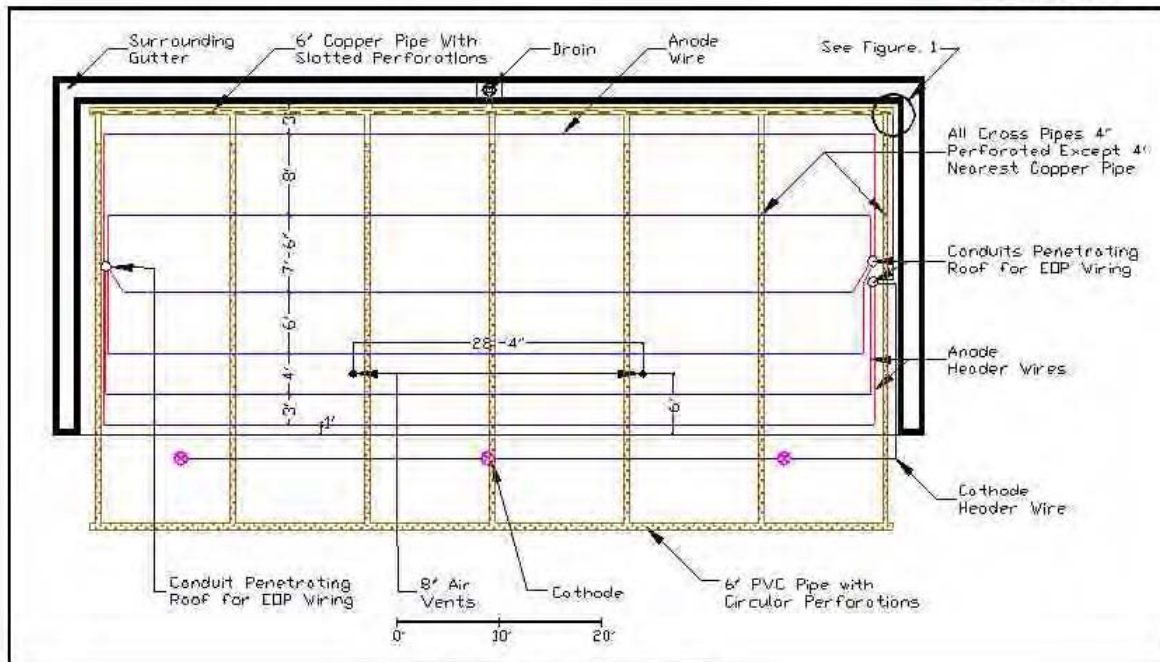 Surrounding
Gutter
6" Copper Pipe With
Slotted Perforations
Drain
Anode
Wire
See Figure. 1
All Cross Pipes 4"
Perforated Except 4"
Nearest Copper Pipe
3'
8'
7'-6"
6'
4'
3'
1'
28'-4"
6'
Conduits Penetrating
Roof for EOP Wiring
Anode
Header Wires
Cathode
Header Wire
Conduit Penetrating
Roof for EOP Wiring
8" Air
Vents
Cathode
6" PVC Pipe with
Circular Perforations
0'
10'
20'